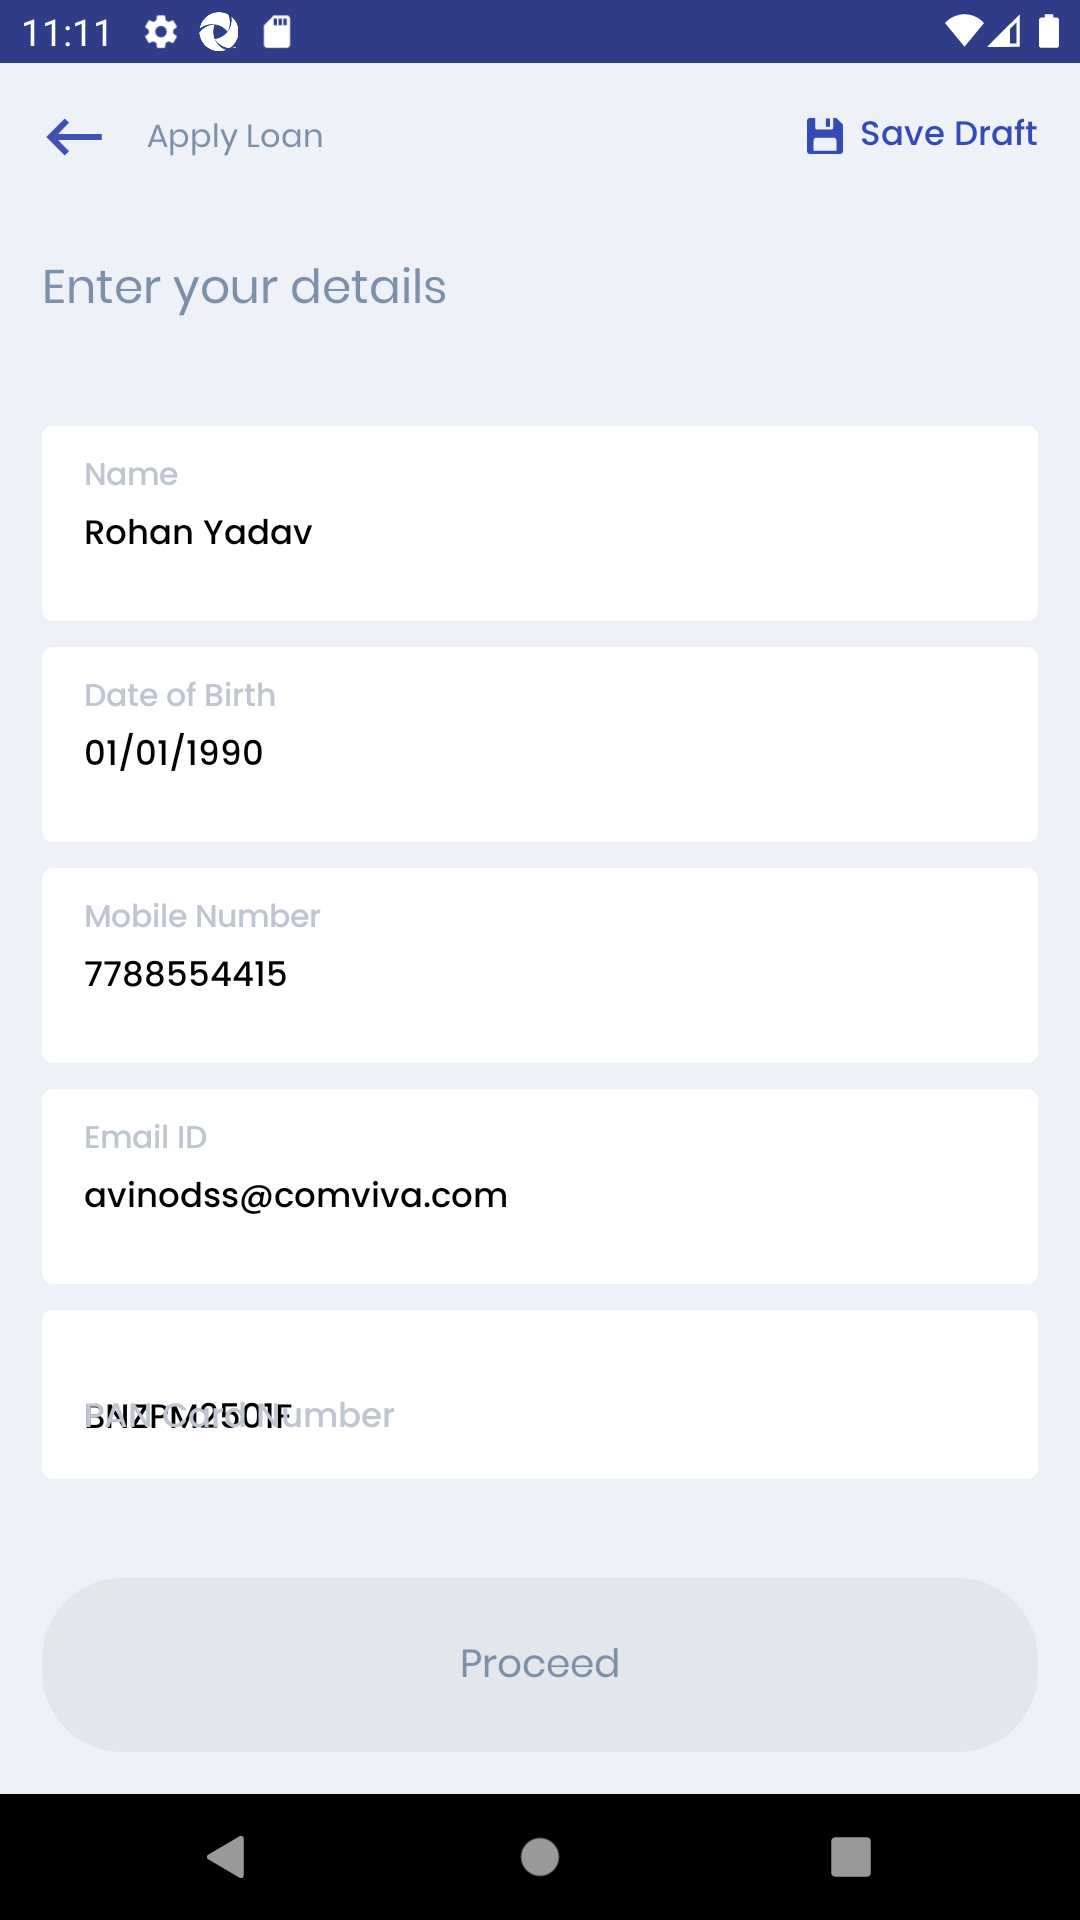 11:11
Apply Loan
Save Draft
Enter your details
Name
Rohan Yadav
Date of Birth
01/01/1990
Mobile Number
7788554415
Email ID
avinodss@comviva.com
PAN Card Number
BNZPM2501F
Proceed